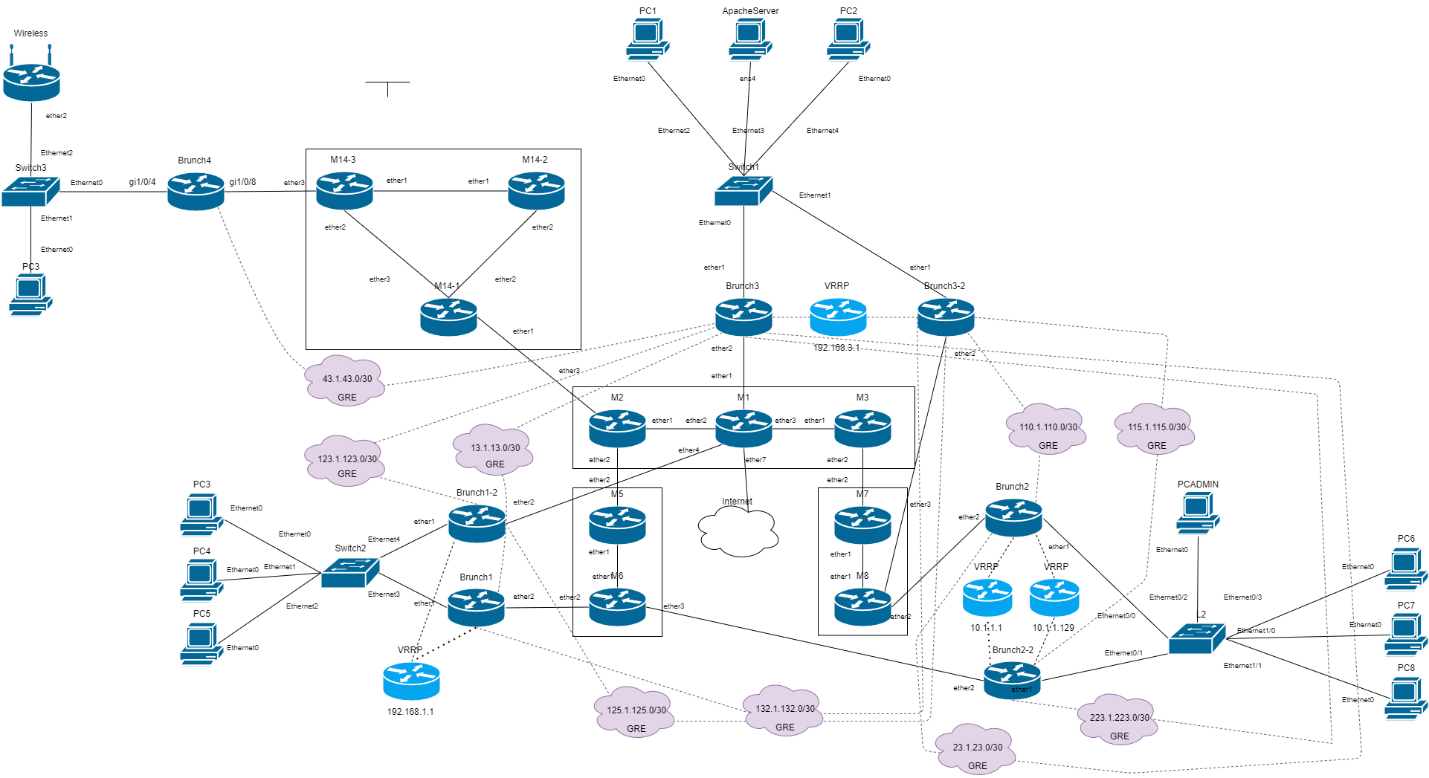 PC1
ApacheServer
PC2
Wireless
Ethernet0
ens4
Ethernet0
ether2
Ethernet2
Ethernet3
Ethernet4
Ethernet2
Switch3
Brunch4
M14-3
M14-2
Switch1
Ethernet0
gi1/0/4
gi1/0/8
ether3
ether1
ether1
Ethernet1
Ethernet1
Ethernet0
ether2
ether2
Ethernet0
PC3
ether3
ether2
ether1
ether1
M14-1
Brunch3
VRRP
Brunch3-2
ether1
192.168.3.1
ether2
ether2
ether3
ether1
43.1.43.0/30
GRE
M2
M1
M3
ether1
ether2
ether3
ether1
110.1.110.0/30
GRE
115.1.115.0/30
GRE
13.1.13.0/30
GRE
123.1.123.0/30
GRE
ether4
ether2
ether7
ether2
ether2
ether2
PC3
Brunch1-2
M5
M7
Brunch2
PCADMIN
Internet
ether2
ether3
Ethernet0
ether1
ether2
Ethernet0
Ethernet4
Switch2
PC4
ether1
ether1
ether1
Ethernet0
PC6
Ethernet0
Ethernet1
Brunch1
ether1
M6
ether1
M8
VRRP
VRRP
Ethernet0
Ethernet3
ether1
ether2
ether2
ether3
ether2
Ethernet0/2
Ethernet0/3
PC5
Ethernet2
Ethernet0/0
L2
PC7
10.1.1.1
10.1.1.129
Ethernet1/0
Ethernet0
Ethernet0
VRRP
Brunch2-2
Ethernet0/1
Ethernet1/1
PC8
ether2
ether1
Ethernet0
192.168.1.1
125.1.125.0/30
GRE
132.1.132.0/30
GRE
223.1.223.0/30
GRE
23.1.23.0/30
GRE